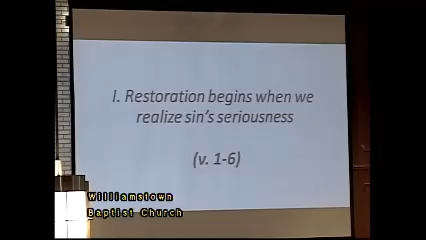 I. Restoration begins when we
realize sin's seriousness
(v. 1-6)
Williamstown
Baptist Church